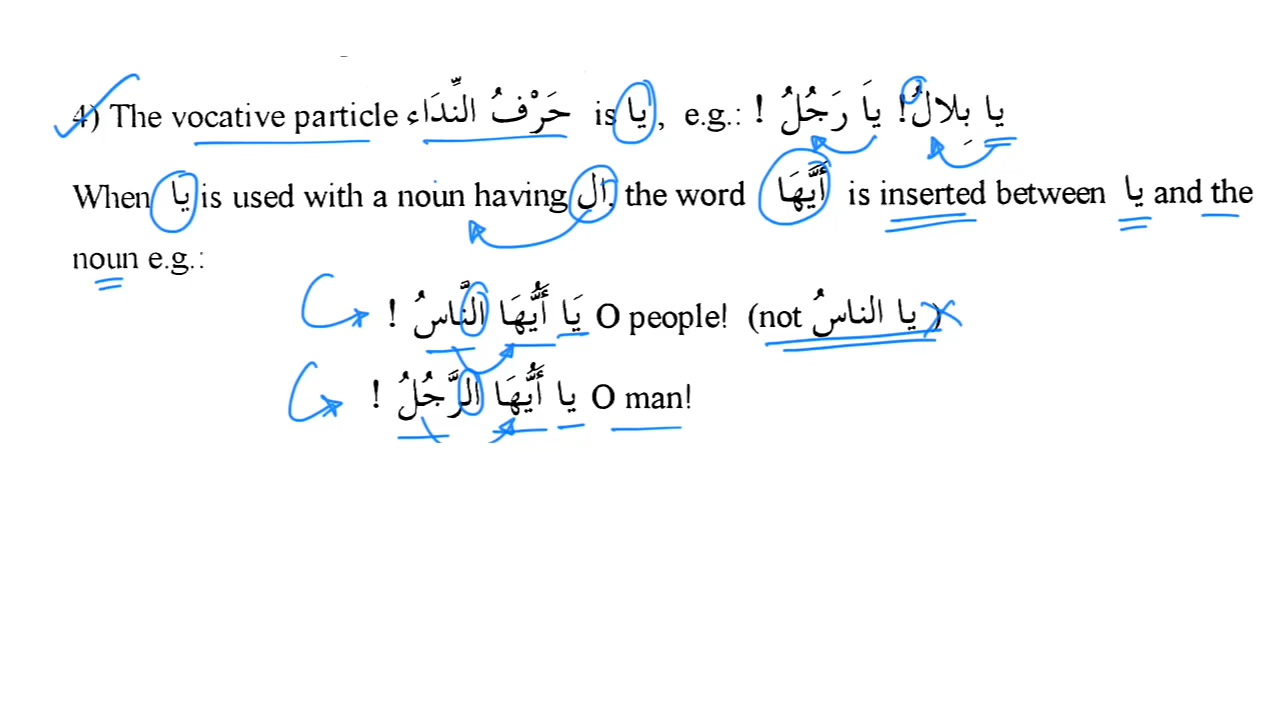 4) The vocative particle حَرْفُ النِّدَاء is يا, e.g.: يَا رَجُلُ ! يا بِلالُ!
When يا is used with a noun having ال, the word أَيُّهَا is inserted between يا and the
noun e.g.:
يَا أَيُّهَا النَّاسُ ! O people! (not يا الناسُ)
يا أَيُّهَا الرَّجُلُ ! O man!